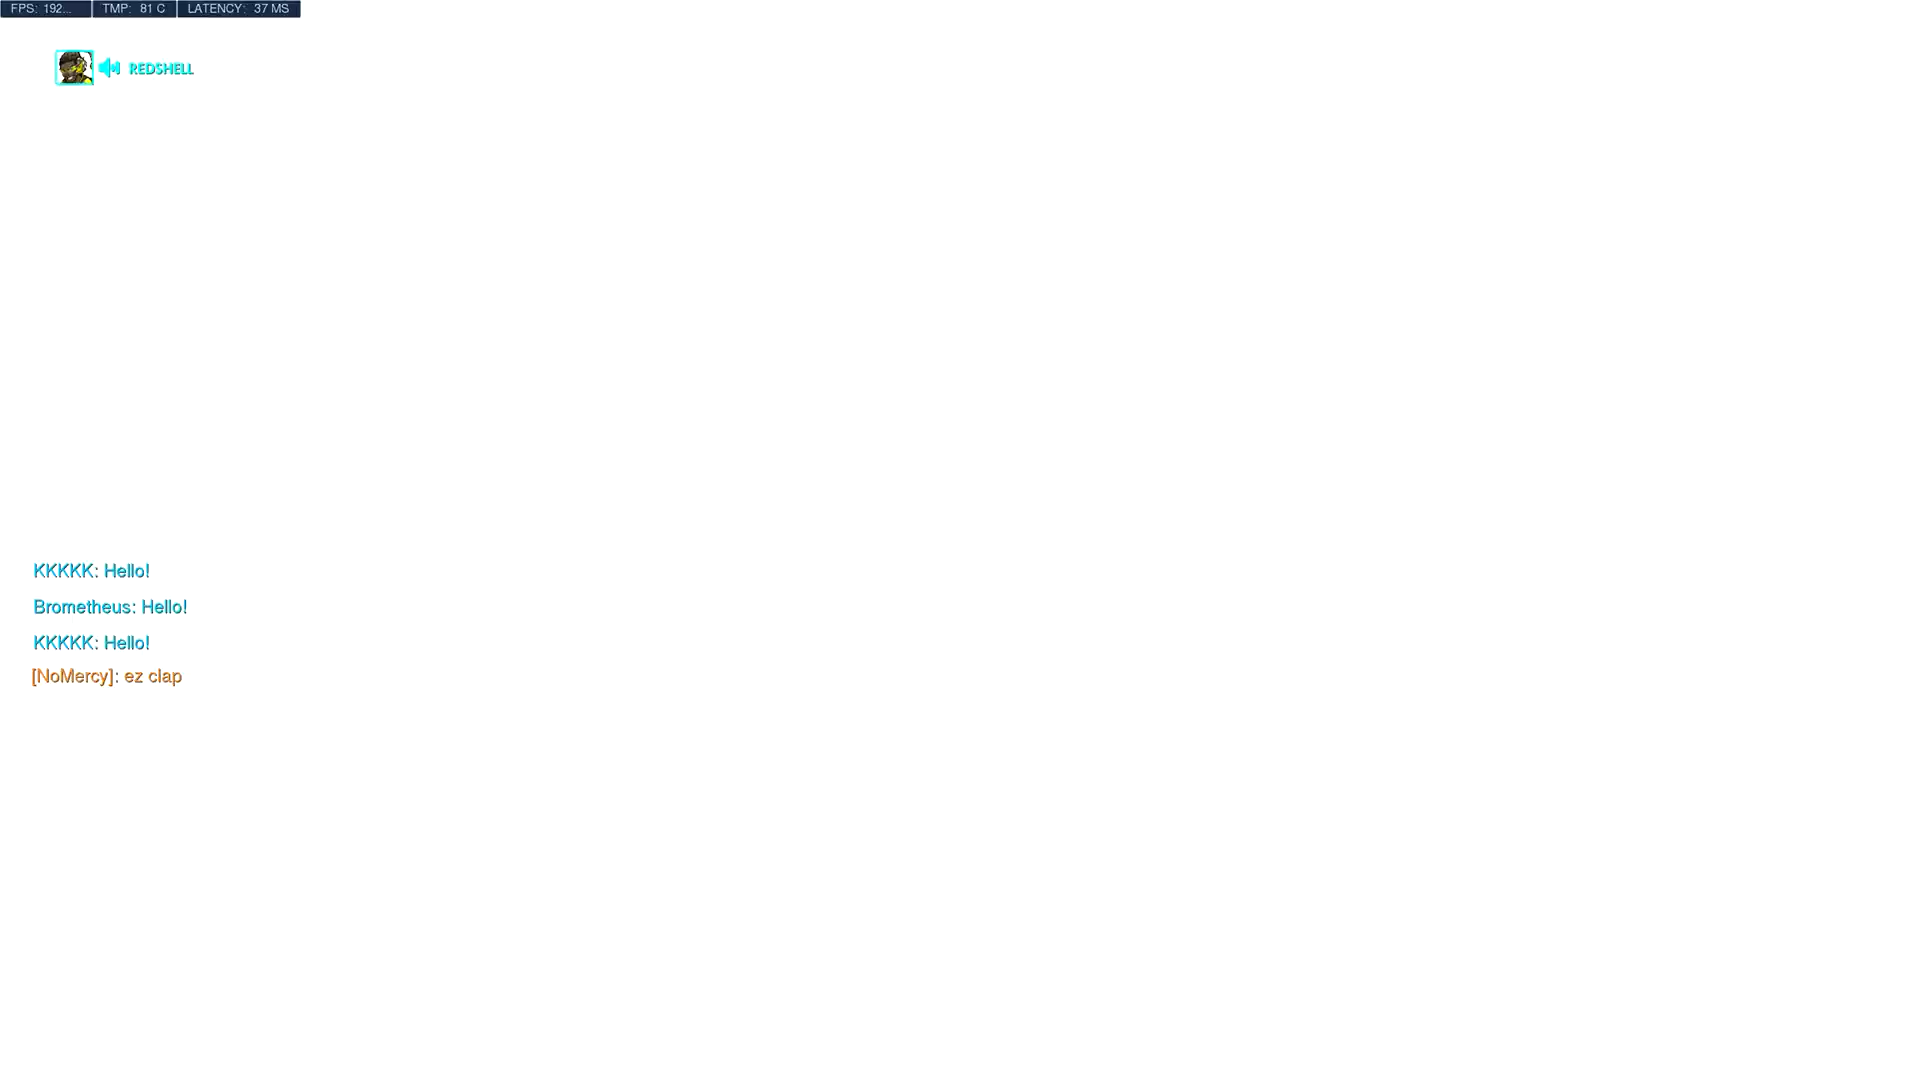 FPS: 192... TMP: 81 C LATENCY: 37 MS
REDSHELL
KKKKK: Hello!
Brometheus: Hello!
KKKKK: Hello!
[NoMercy]: ez clap